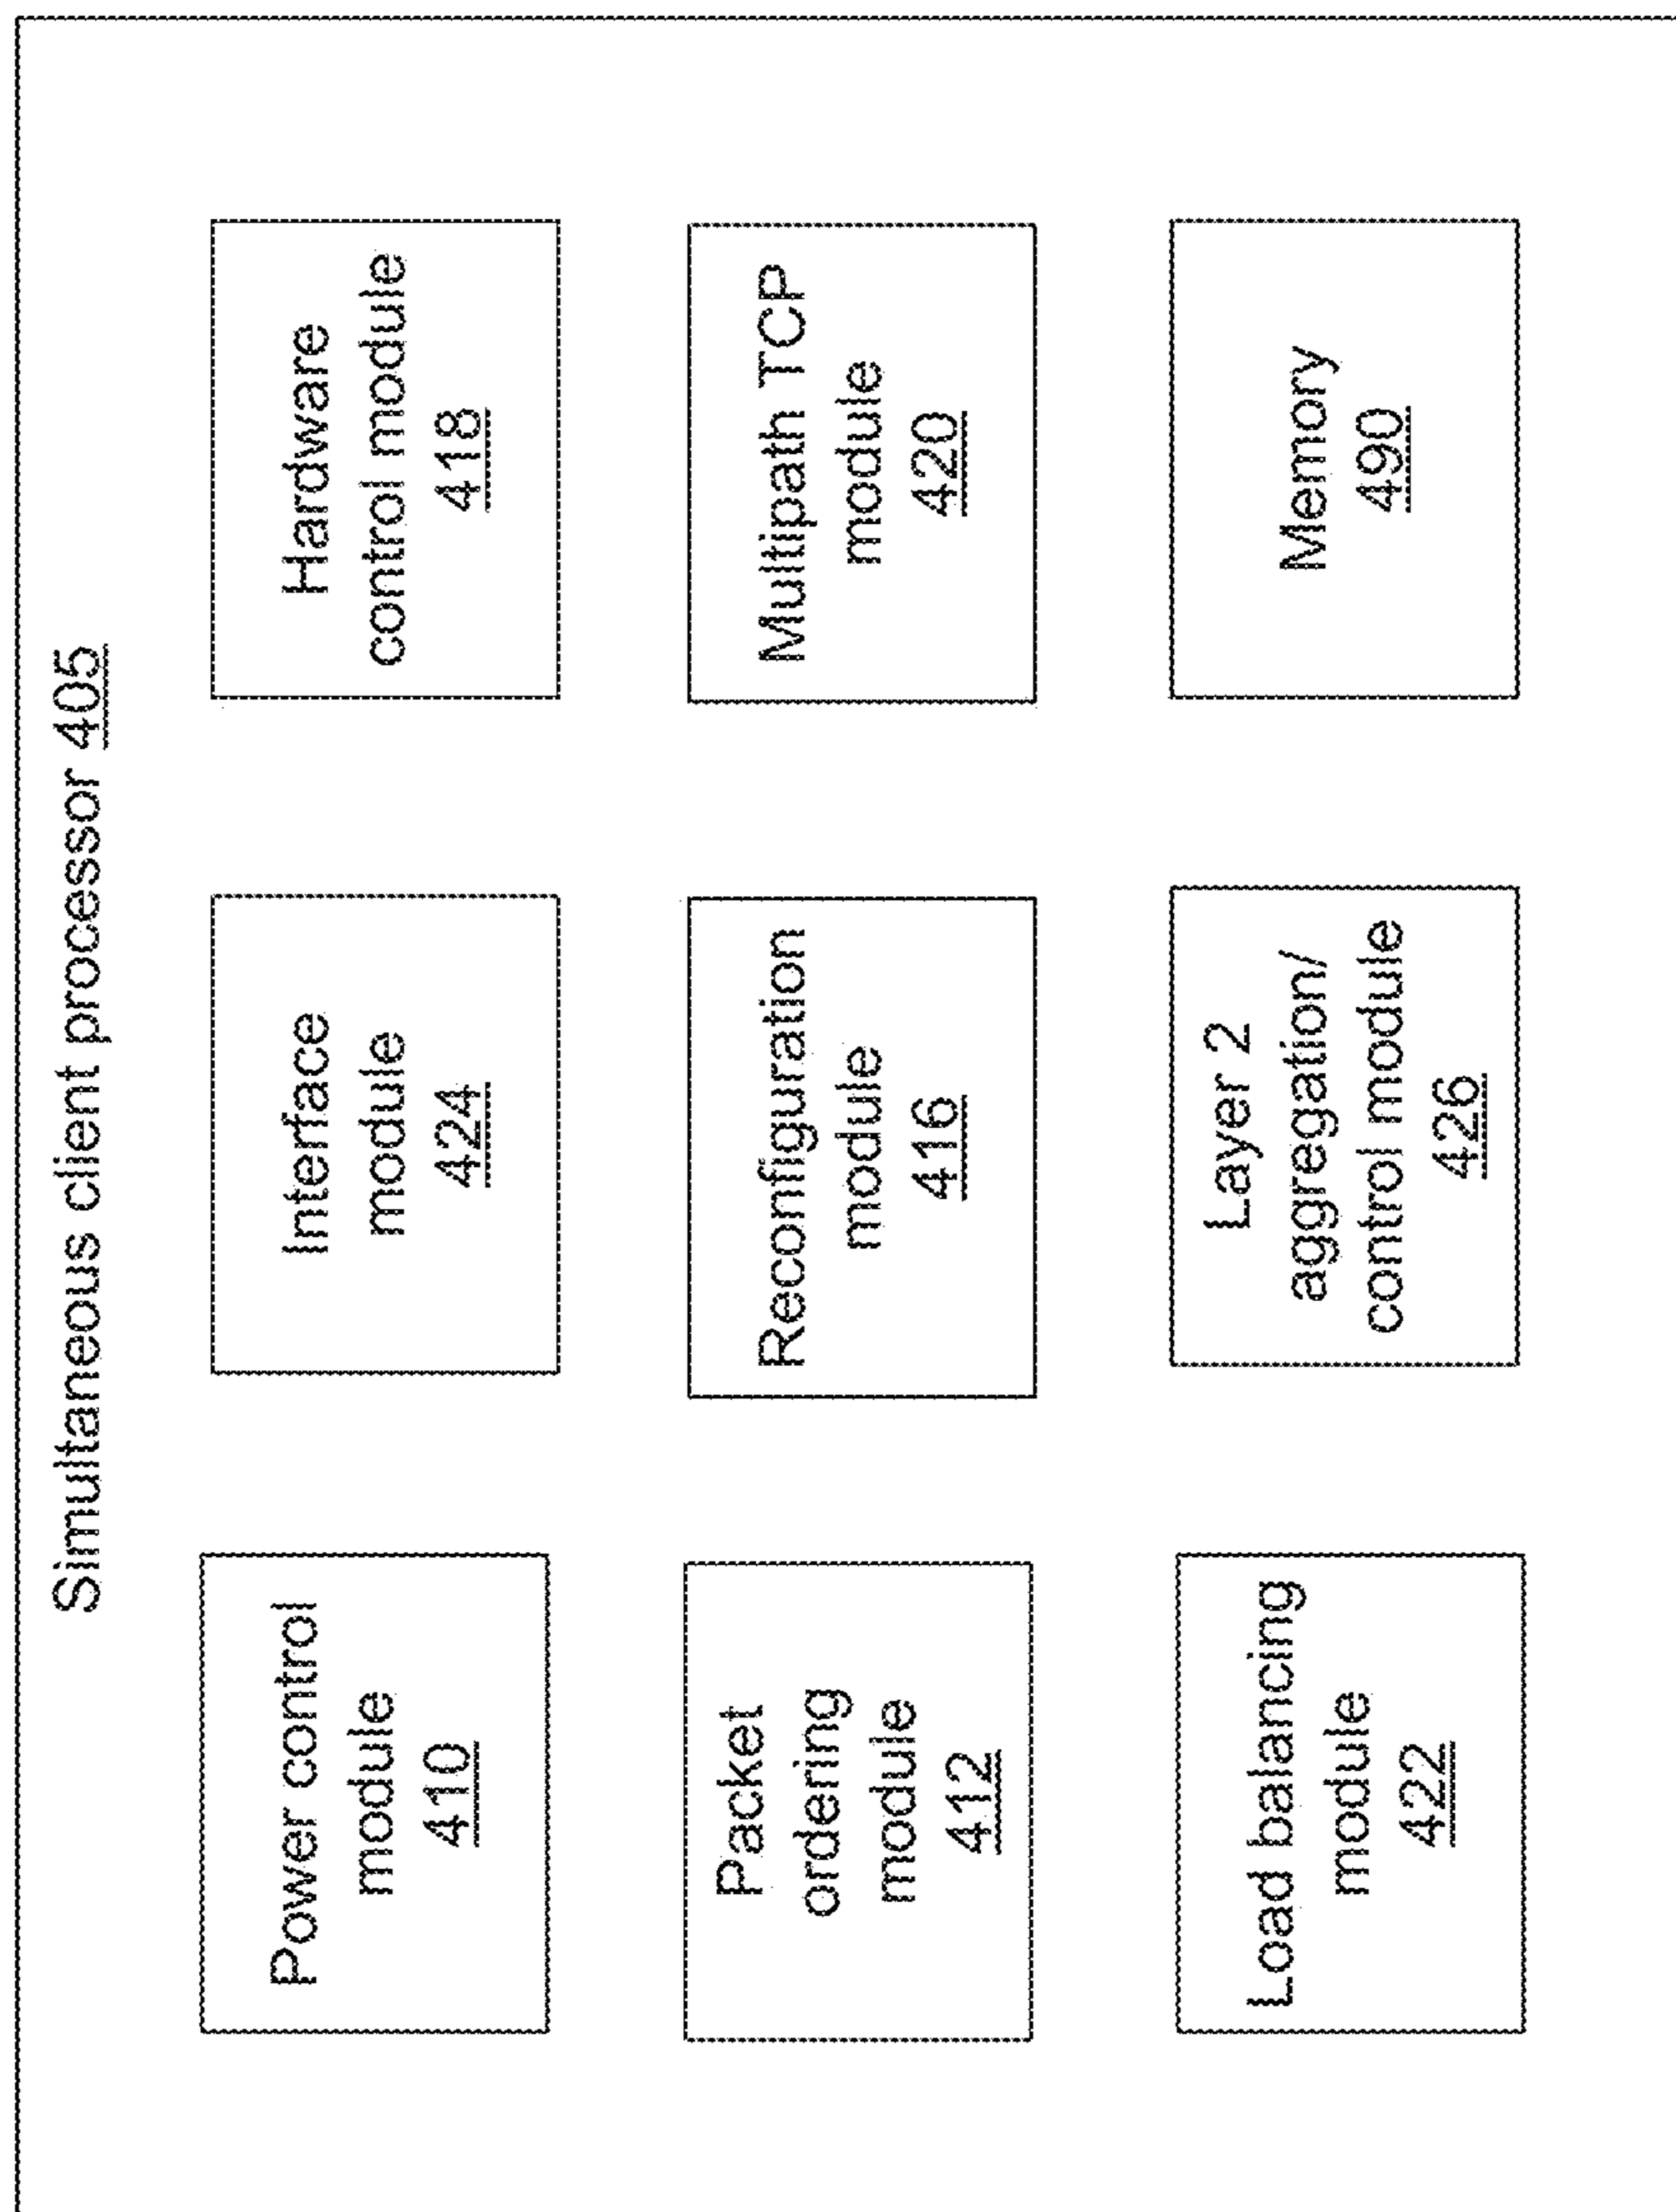 Simultaneous client processor 405
Power control
module
410
Interface
module
424
Hardware
control module
418
Packet
ordering
module
412
Reconfiguration
module
416
Multipath TCP
module
420
Load balancing
module
422
Layer 2
aggregation/
control module
426
Memory
490